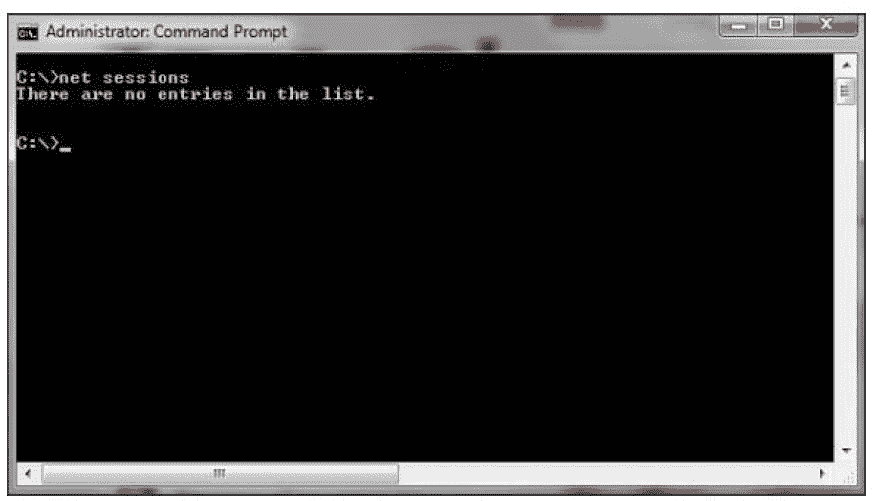 Administrator: Command Prompt
C:\>net sessions
There are no entries in the list.
C:\>_